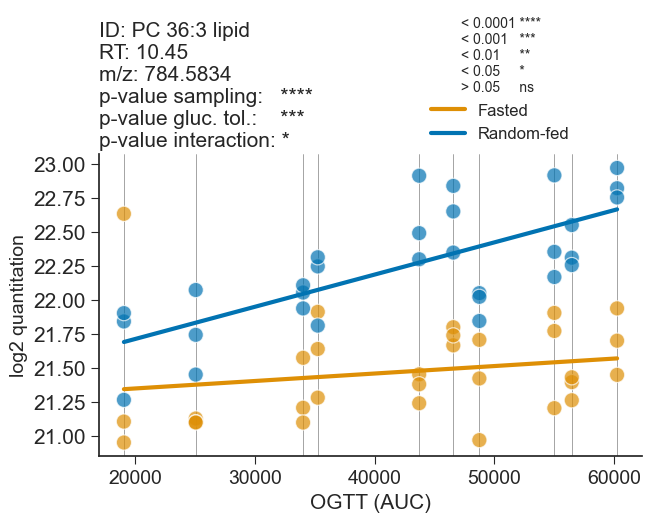 ID: PC 36:3 lipid
RT: 10.45
m/z: 784.5834
p-value sampling: ****
p-value gluc. tol.: ***
p-value interaction: *
< 0.0001 ****
< 0.001 ***
< 0.01 **
< 0.05 *
> 0.05 ns
Fasted
Random-fed
23.00
22.75
22.50
22.25
22.00
21.75
21.50
21.25
21.00
log2 quantitation
20000 30000 40000 50000 60000
OGTT (AUC)